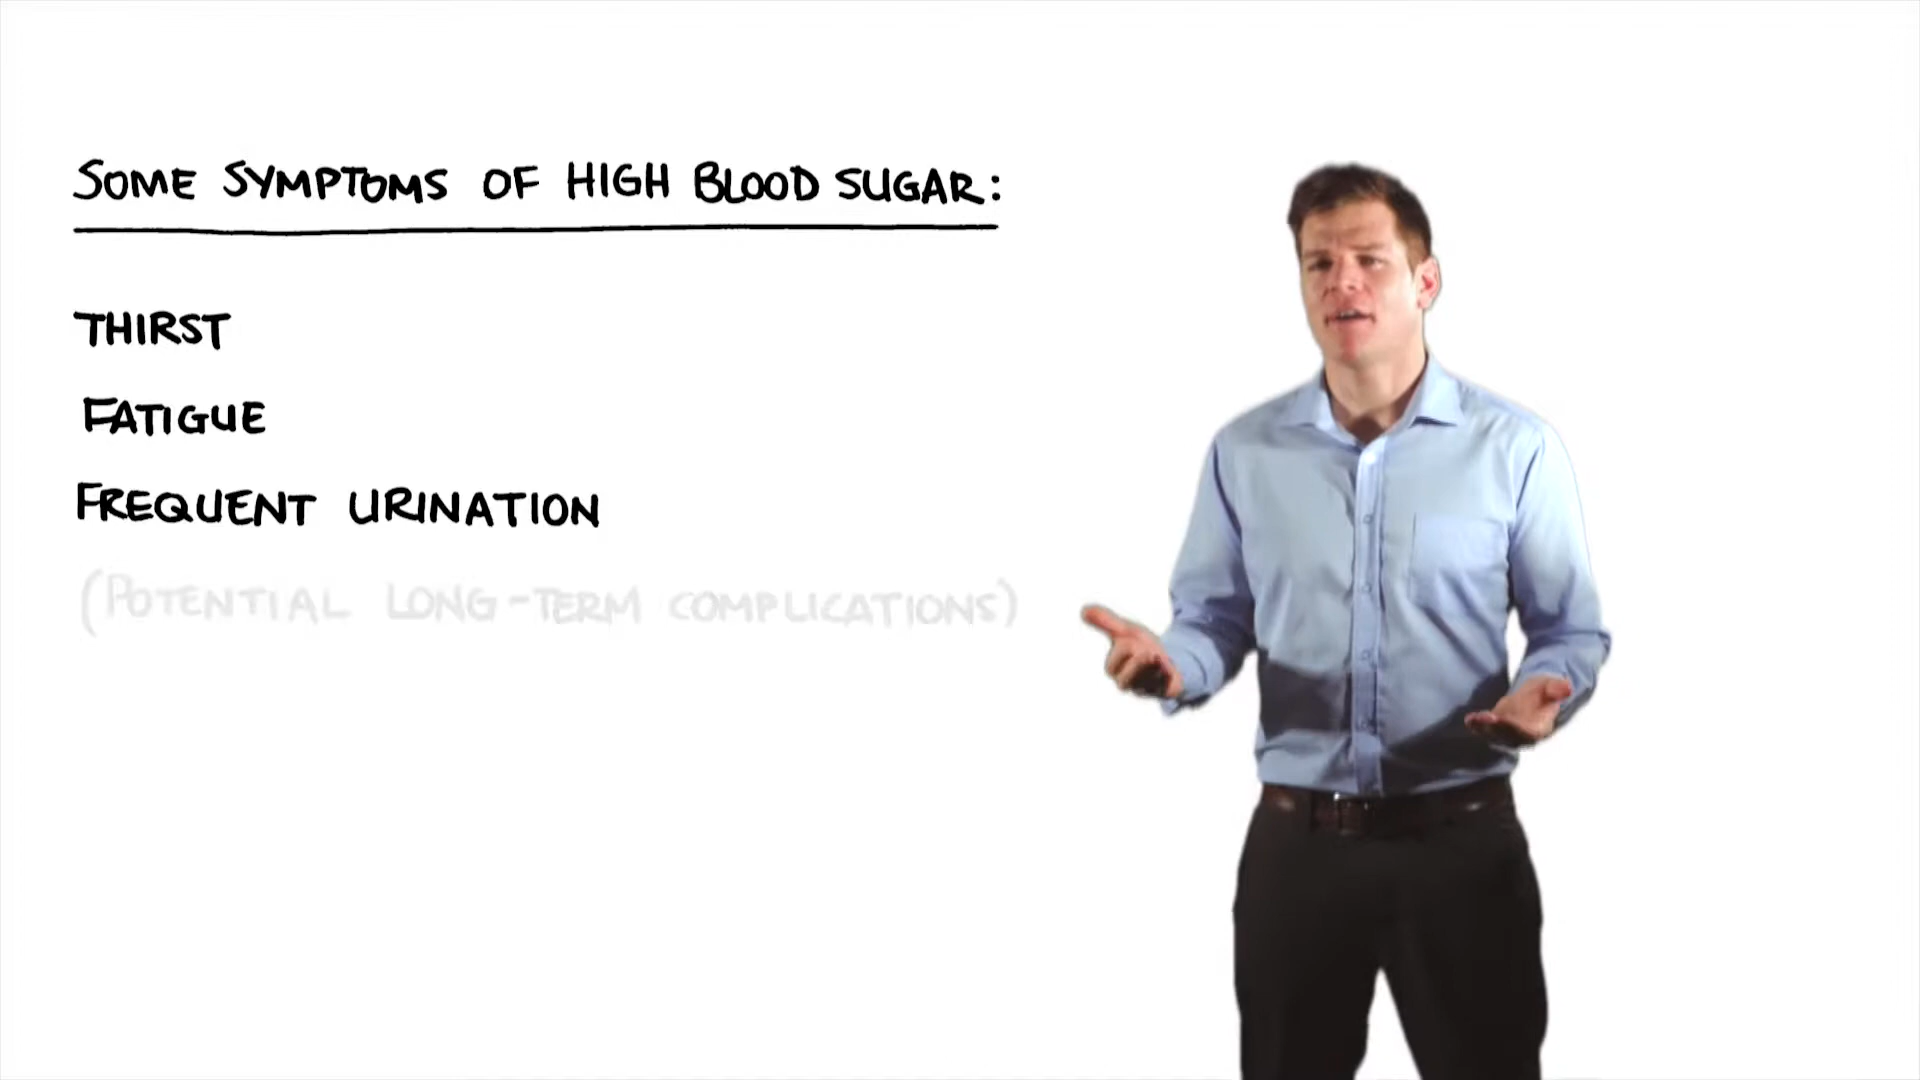 SOME SYMPTOMS OF HIGH BLOOD SUGAR:
THIRST
FATIGUE
FREQUENT URINATION
(POTENTIAL LONG-TERM COMPLICATIONS)